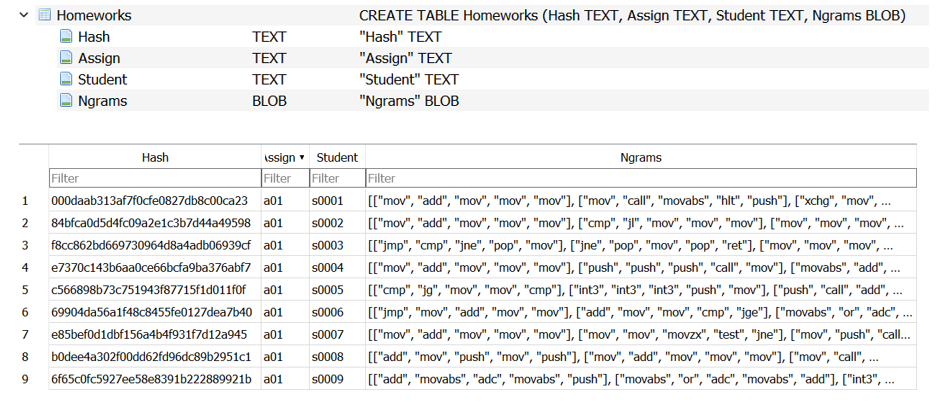 Homeworks CREATE TABLE Homeworks (Hash TEXT, Assign TEXT, Student TEXT, Ngrams BLOB)
Hash TEXT "Hash" TEXT
Assign TEXT "Assign" TEXT
Student TEXT "Student" TEXT
Ngrams BLOB "Ngrams" BLOB
Hash Assign Student Ngrams
Filter Filter Filter Filter
1 000daab313af7f0cfe0827db8c00ca23 a01 s0001 [["mov", "add", "mov", "mov", "mov"], ["mov", "call", "movabs", "hlt", "push"], ["xchg", "mov", ...
2 84bfca0d5d4fc09a2e1c3b7d44a49598 a01 s0002 [["mov", "add", "mov", "mov", "mov"], ["cmp", "jl", "mov", "mov", "mov"], ["mov", "mov", "mov", ...
3 f8cc862bd669730964d8a4adb06939cf a01 s0003 [["jmp", "cmp", "jne", "pop", "mov"], ["jne", "pop", "mov", "pop", "ret"], ["mov", "mov", "mov", ...
4 e7370c143b6aa0ce66bcfa9ba376abf7 a01 s0004 [["mov", "add", "mov", "mov", "mov"], ["push", "push", "push", "call", "mov"], ["movabs", "add", ...
5 c566898b73c751943f87715f1d011f0f a01 s0005 [["cmp", "jg", "mov", "mov", "cmp"], ["int3", "int3", "int3", "push", "mov"], ["push", "call", "add", ...
6 69904da56a1f48c8455fe0127dea7b40 a01 s0006 [["jmp", "mov", "add", "mov", "mov"], ["add", "mov", "mov", "cmp", "jge"], ["movabs", "or", "adc", ...
7 e85bef0d1dbf156a4b4f931f7d12a945 a01 s0007 [["mov", "add", "mov", "mov", "mov"], ["mov", "mov", "movzx", "test", "jne"], ["mov", "push", "call...
8 b0dee4a302f00dd62fd96dc89b2951c1 a01 s0008 [["add", "mov", "push", "mov", "push"], ["mov", "add", "mov", "mov", "mov"], ["mov", "call", ...
9 6f65c0fc5927ee58e8391b222889921b a01 s0009 [["add", "movabs", "adc", "movabs", "push"], ["movabs", "or", "adc", "movabs", "add"], ["int3", ...